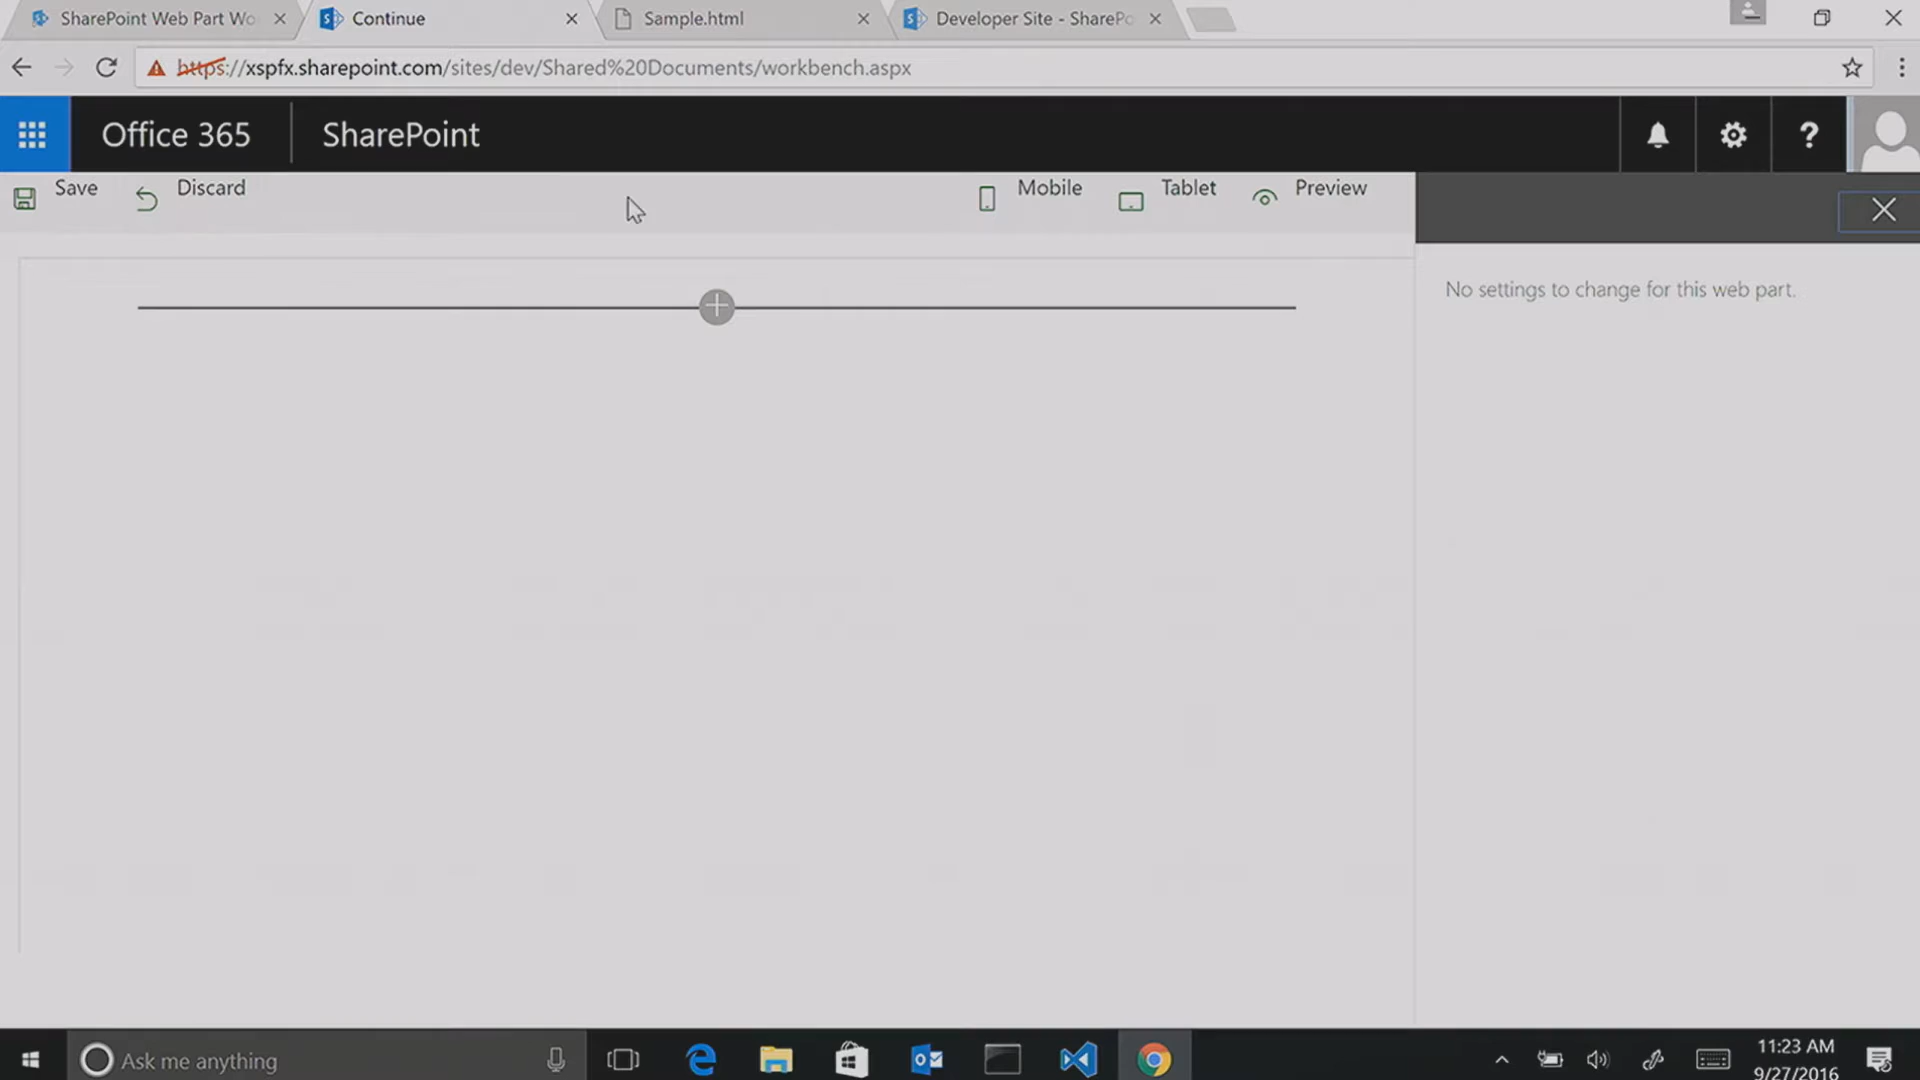 SharePoint Web Part Wo
Continue
Sample.html
Developer Site - SharePo
https://xspfx.sharepoint.com/sites/dev/Shared%20Documents/workbench.aspx
Office 365
SharePoint
Save
Discard
Mobile
Tablet
Preview
No settings to change for this web part.
Ask me anything
11:23 AM
9/27/2016